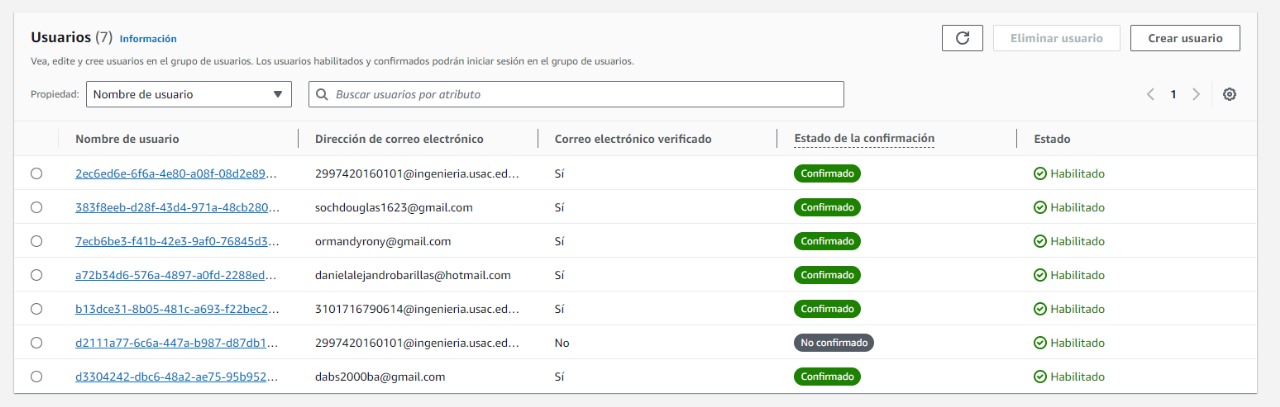 Usuarios (7) Información
Eliminar usuario
Crear usuario
Vea, edite y cree usuarios en el grupo de usuarios. Los usuarios habilitados y confirmados podrán iniciar sesión en el grupo de usuarios.
Propiedad: Nombre de usuario
Buscar usuarios por atributo
1
Nombre de usuario Dirección de correo electrónico Correo electrónico verificado Estado de la confirmación Estado
2ec6ed6e-6f6a-4e80-a08f-08d2e89... 2997420160101@ingenieria.usac.ed... Sí Confirmado Habilitado
383f8eeb-d28f-43d4-971a-48cb280... sochdouglas1623@gmail.com Sí Confirmado Habilitado
7ecb6be3-f41b-42e3-9af0-76845d3... ormandyrony@gmail.com Sí Confirmado Habilitado
a72b34d6-576a-4897-a0fd-2288ed... danielalejandrobarillas@hotmail.com Sí Confirmado Habilitado
b13dce31-8b05-481c-a693-f22bec2... 3101716790614@ingenieria.usac.ed... Sí Confirmado Habilitado
d2111a77-6c6a-447a-b987-d87db1... 2997420160101@ingenieria.usac.ed... No No confirmado Habilitado
d3304242-dbc6-48a2-ae75-95b952... dabs2000ba@gmail.com Sí Confirmado Habilitado